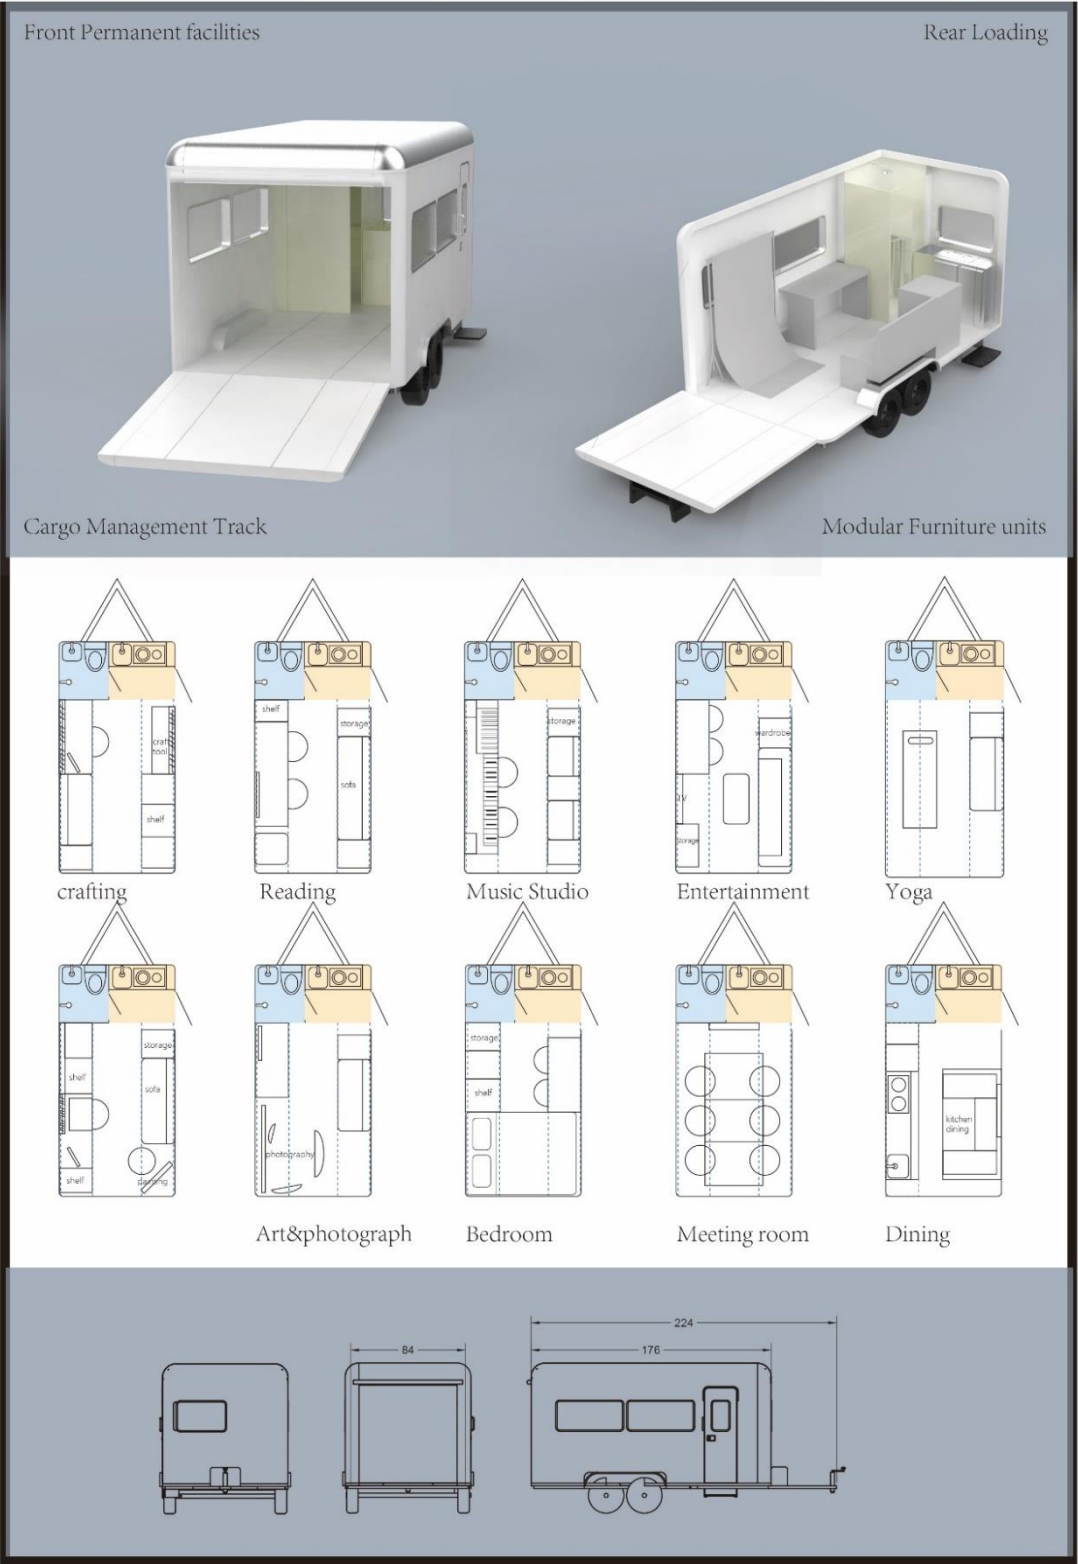 Front Permanent facilities
Rear Loading
Cargo Management Track
Modular Furniture units
craft
tool
shelf
shelf
storage
sofa
storage
wardrobe
TV
storage
crafting
Reading
Music Studio
Entertainment
Yoga
storage
shelf
sofa
shelf
painting
photography
storage
shelf
kitchen
dining
Art&photograph
Bedroom
Meeting room
Dining
224
84
176